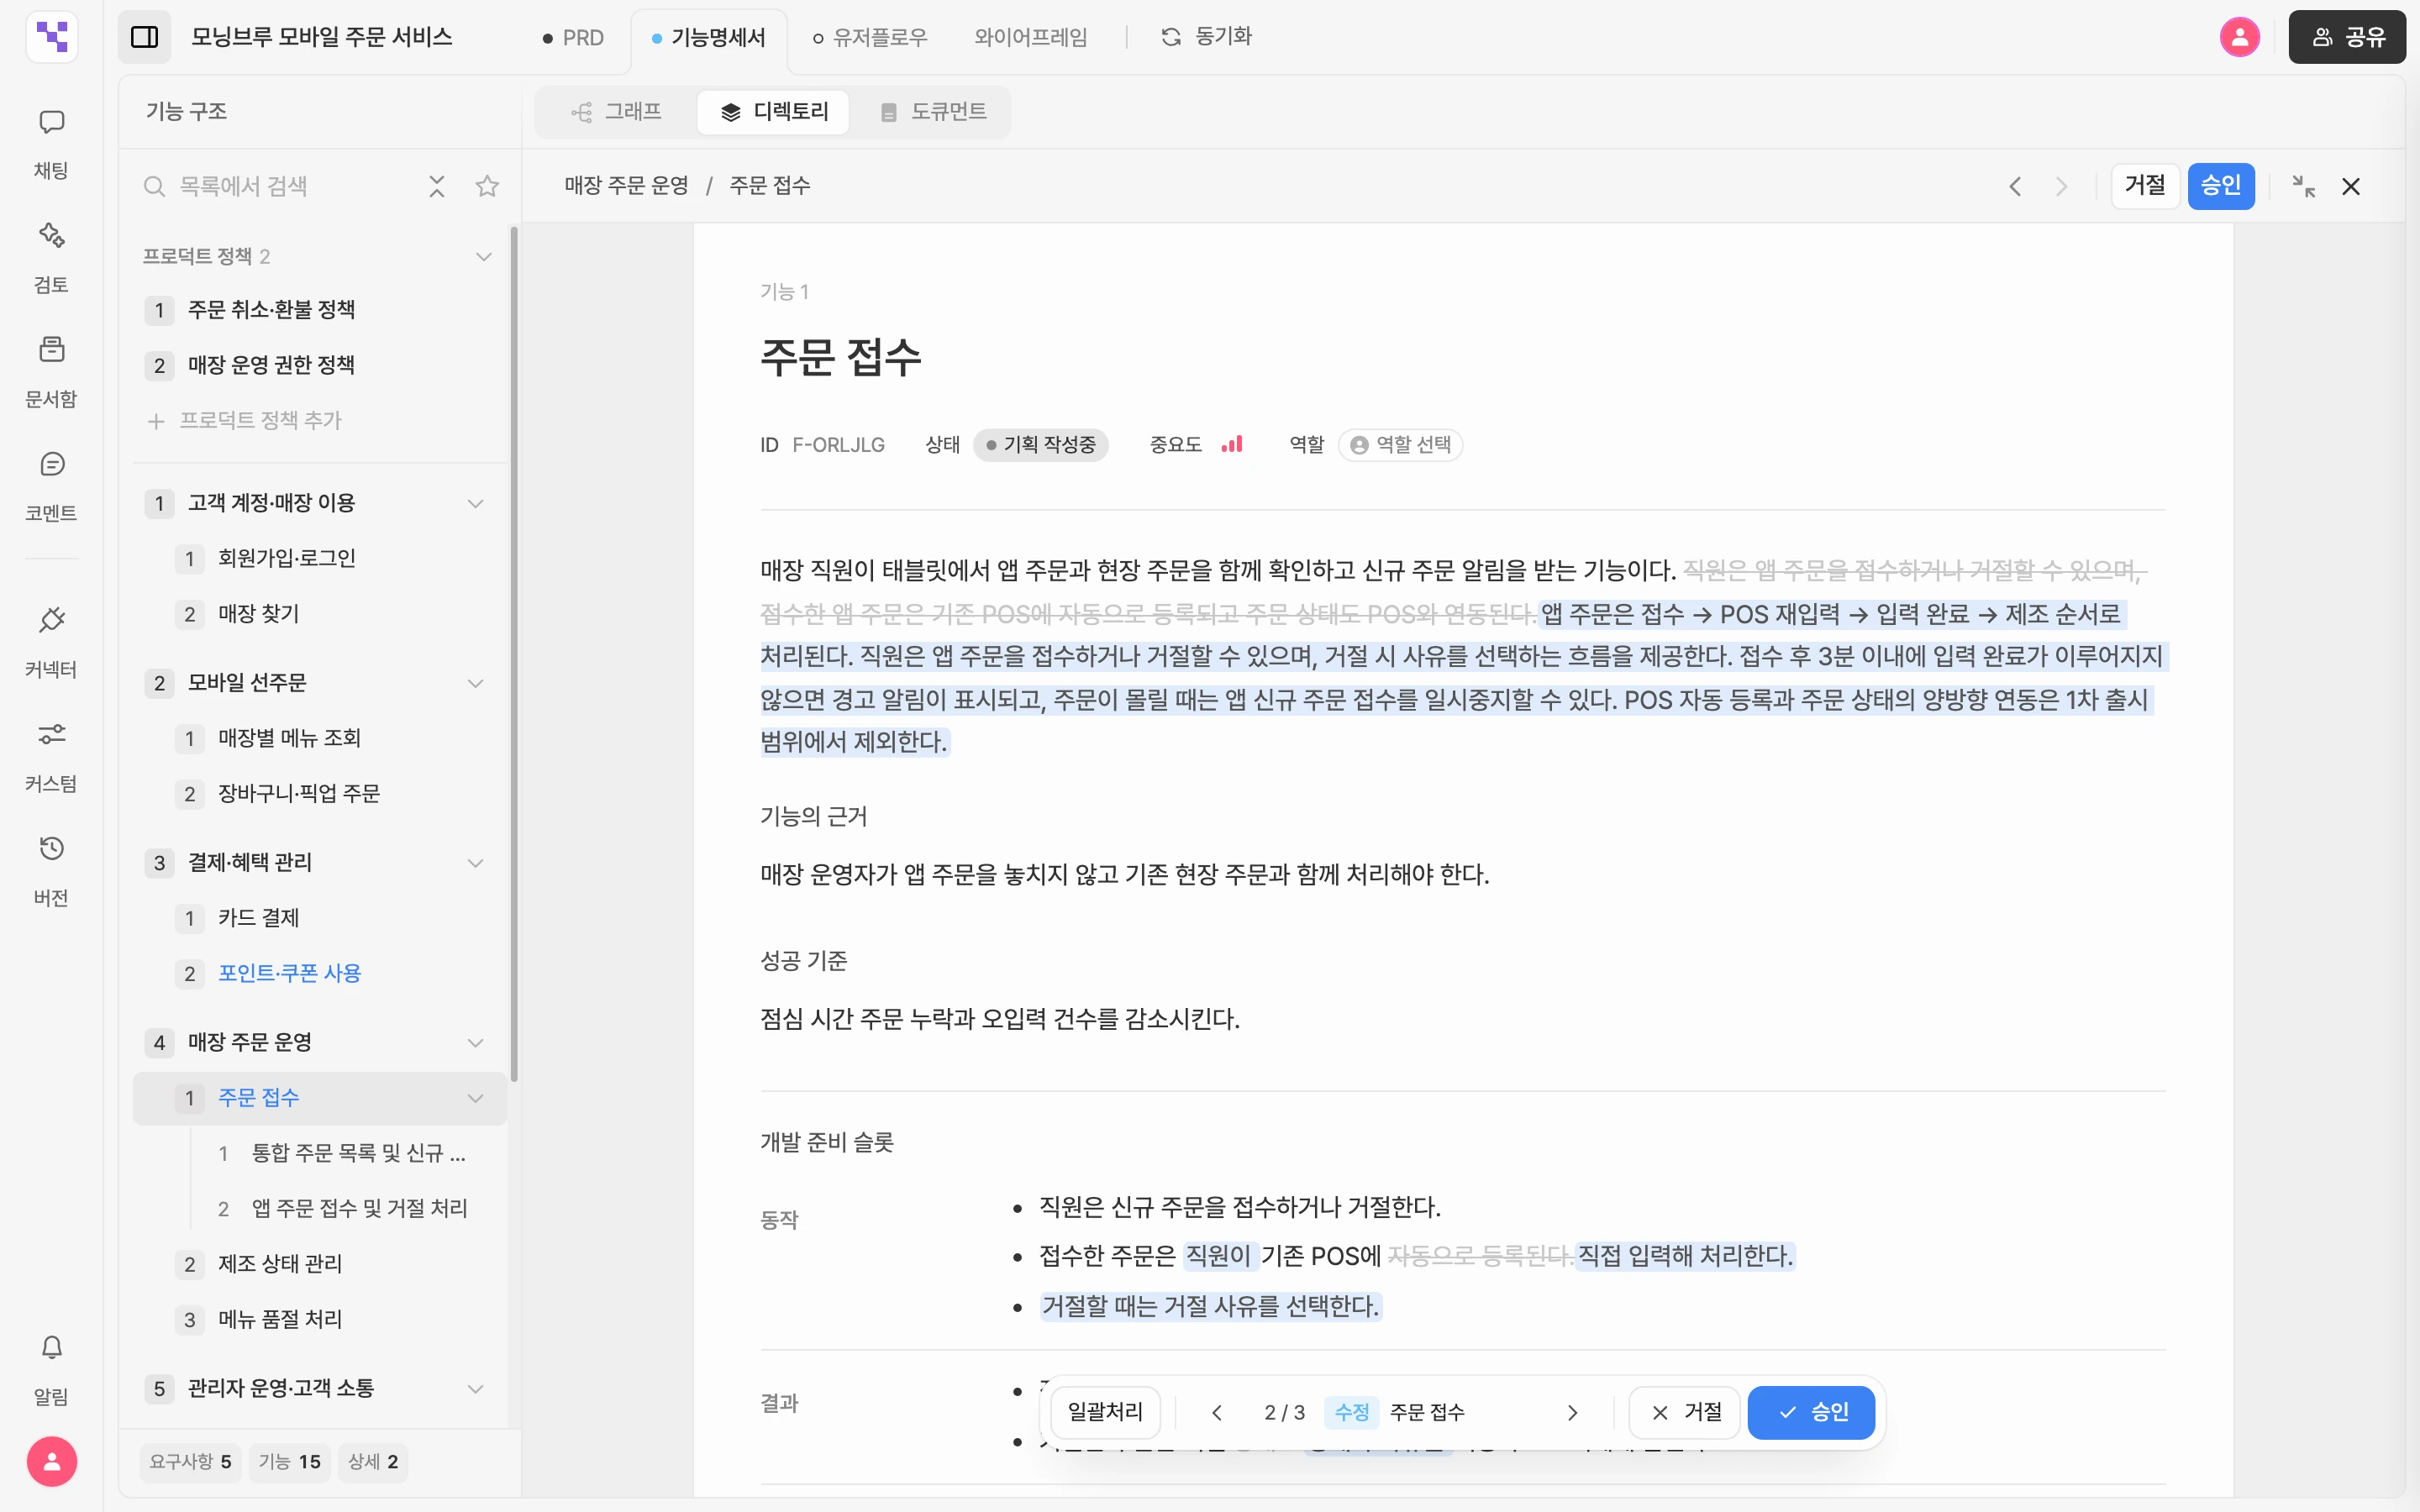 모닝브루 모바일 주문 서비스
PRD
기능명세서
유저플로우
와이어프레임
동기화
공유
채팅
검토
문서함
코멘트
커넥터
커스텀
버전
알림
기능 구조
목록에서 검색
프로덕트 정책 2
1 주문 취소·환불 정책
2 매장 운영 권한 정책
프로덕트 정책 추가
1 고객 계정·매장 이용
1 회원가입·로그인
2 매장 찾기
2 모바일 선주문
1 매장별 메뉴 조회
2 장바구니·픽업 주문
3 결제·혜택 관리
1 카드 결제
2 포인트·쿠폰 사용
4 매장 주문 운영
1 주문 접수
1 통합 주문 목록 및 신규 ...
2 앱 주문 접수 및 거절 처리
2 제조 상태 관리
3 메뉴 품절 처리
5 관리자 운영·고객 소통
요구사항 5 기능 15 상세 2
그래프
디렉토리
도큐먼트
매장 주문 운영 / 주문 접수
거절
승인
기능 1
주문 접수
ID F-ORLJLG 상태 기획 작성중 중요도 역할 역할 선택
매장 직원이 태블릿에서 앱 주문과 현장 주문을 함께 확인하고 신규 주문 알림을 받는 기능이다. 직원은 앱 주문을 접수하거나 거절할 수 있으며,
접수한 앱 주문은 기존 POS에 자동으로 등록되고 주문 상태도 POS와 연동된다. 앱 주문은 접수 → POS 재입력 → 입력 완료 → 제조 순서로
처리된다. 직원은 앱 주문을 접수하거나 거절할 수 있으며, 거절 시 사유를 선택하는 흐름을 제공한다. 접수 후 3분 이내에 입력 완료가 이루어지지
않으면 경고 알림이 표시되고, 주문이 몰릴 때는 앱 신규 주문 접수를 일시중지할 수 있다. POS 자동 등록과 주문 상태의 양방향 연동은 1차 출시
범위에서 제외한다.
기능의 근거
매장 운영자가 앱 주문을 놓치지 않고 기존 현장 주문과 함께 처리해야 한다.
성공 기준
점심 시간 주문 누락과 오입력 건수를 감소시킨다.
개발 준비 슬롯
동작
직원은 신규 주문을 접수하거나 거절한다.
접수한 주문은 직원이 기존 POS에 자동으로 등록된다. 직접 입력해 처리한다.
거절할 때는 거절 사유를 선택한다.
결과
일괄처리
2 / 3 수정 주문 접수
거절
승인